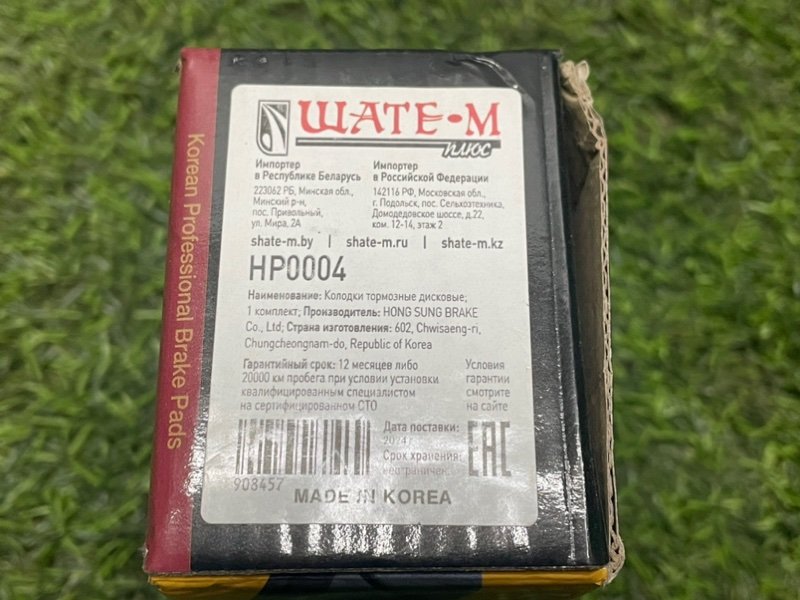 Korean Professional Brake Pads
ШАТЕ•М
плюс
Импортер
в Республике Беларусь
223062 РБ, Минская обл.,
Минский р-н,
пос. Привольный,
ул. Мира, 2А
Импортер
в Российской Федерации
142116 РФ, Московская обл.,
г. Подольск, пос. Сельхозтехника,
Домодедовское шоссе, д.22,
ком. 12-14, этаж 2
shate-m.by | shate-m.ru | shate-m.kz
HP0004
Наименование: Колодки тормозные дисковые;
1 комплект; Производитель: HONG SUNG BRAKE
Co., Ltd; Страна изготовления: 602, Chwisaeng-ri,
Chungcheongnam-do, Republic of Korea
Гарантийный срок: 12 месяцев либо
20000 км пробега при условии установки
квалифицированным специалистом
на сертифицированном СТО
Условия
гарантии
смотрите
на сайте
908457
Дата поставки:
Срок хранения:
неограничен
EAC
MADE IN KOREA